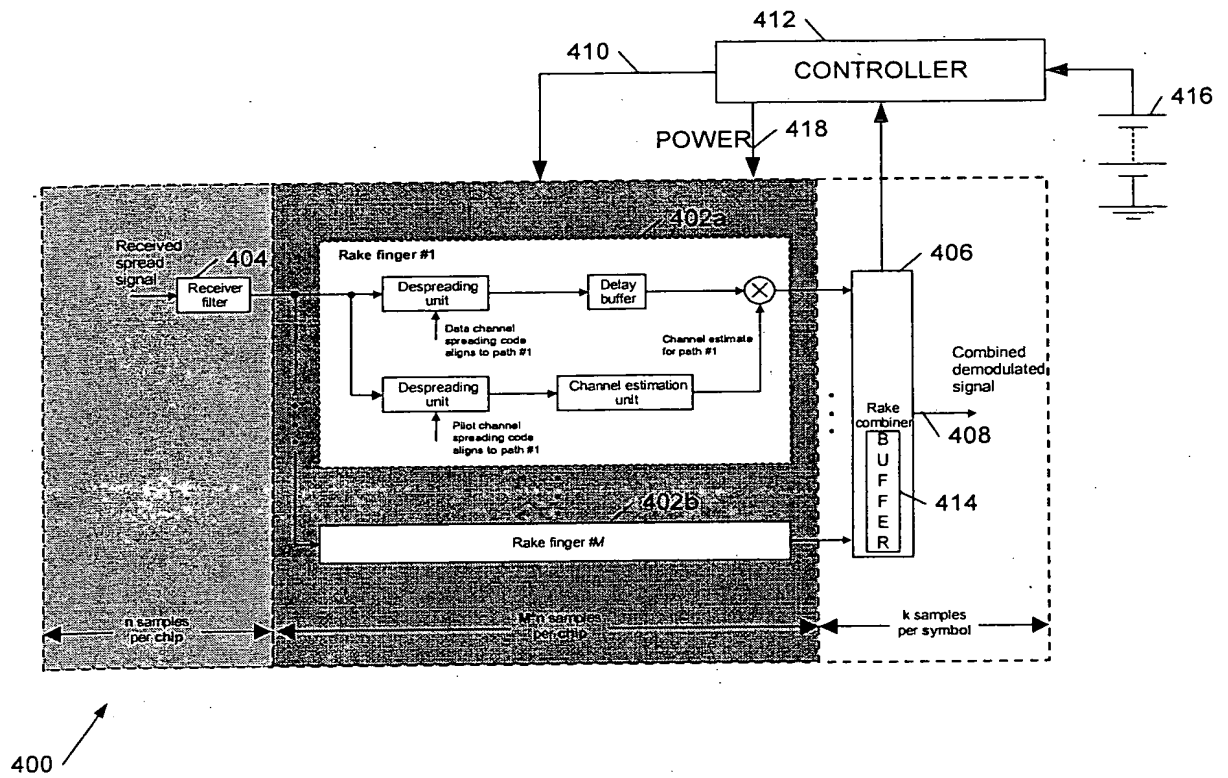 412
410
CONTROLLER
416
POWER
418
402a
Received
spread
signal
404
Receiver
filter
Rake finger #1
Despreading
unit
Delay
buffer
406
Data channel
spreading code
aligns to path #1
Channel estimate
for path #1
Despreading
unit
Channel estimation
unit
Pilot channel
spreading code
aligns to path #1
Combined
demodulated
signal
Rake
combiner
408
BUFFER
414
402b
Rake finger #M
n samples
per chip
M*n samples
per chip
k samples
per symbol
400